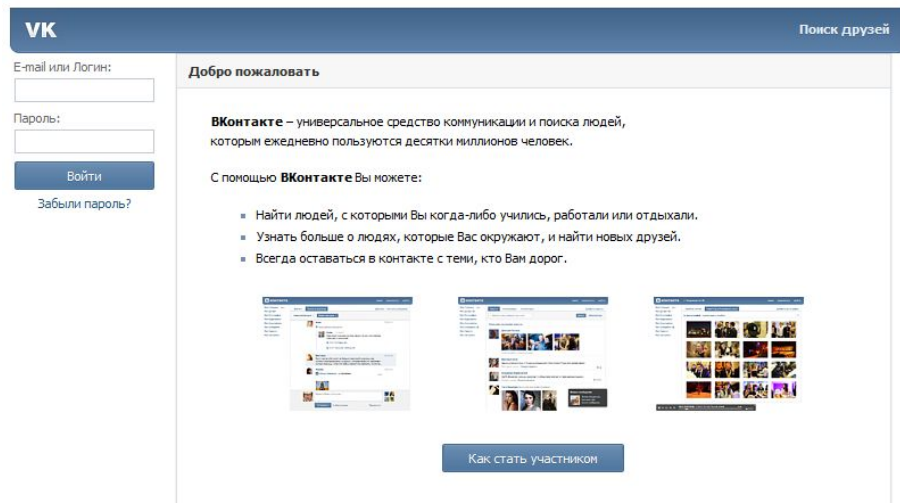 VK
Поиск друзей
E-mail или Логин:
Пароль:
Войти
Забыли пароль?
Добро пожаловать
ВКонтакте – универсальное средство коммуникации и поиска людей,
которым ежедневно пользуются десятки миллионов человек.
С помощью ВКонтакте Вы можете:
Найти людей, с которыми Вы когда-либо учились, работали или отдыхали.
Узнать больше о людях, которые Вас окружают, и найти новых друзей.
Всегда оставаться в контакте с теми, кто Вам дорог.
Как стать участником